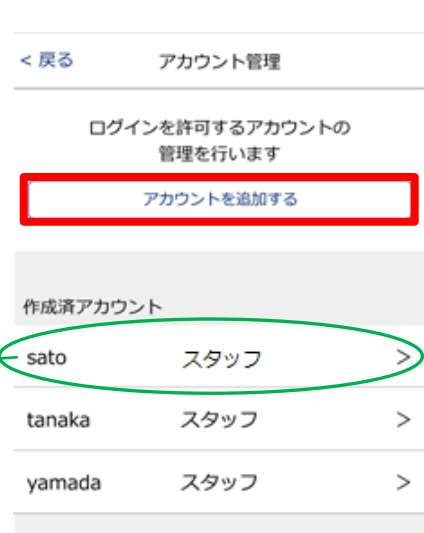 < 戻る アカウント管理
ログインを許可するアカウントの
管理を行います
アカウントを追加する
作成済アカウント
sato スタッフ >
tanaka スタッフ >
yamada スタッフ >